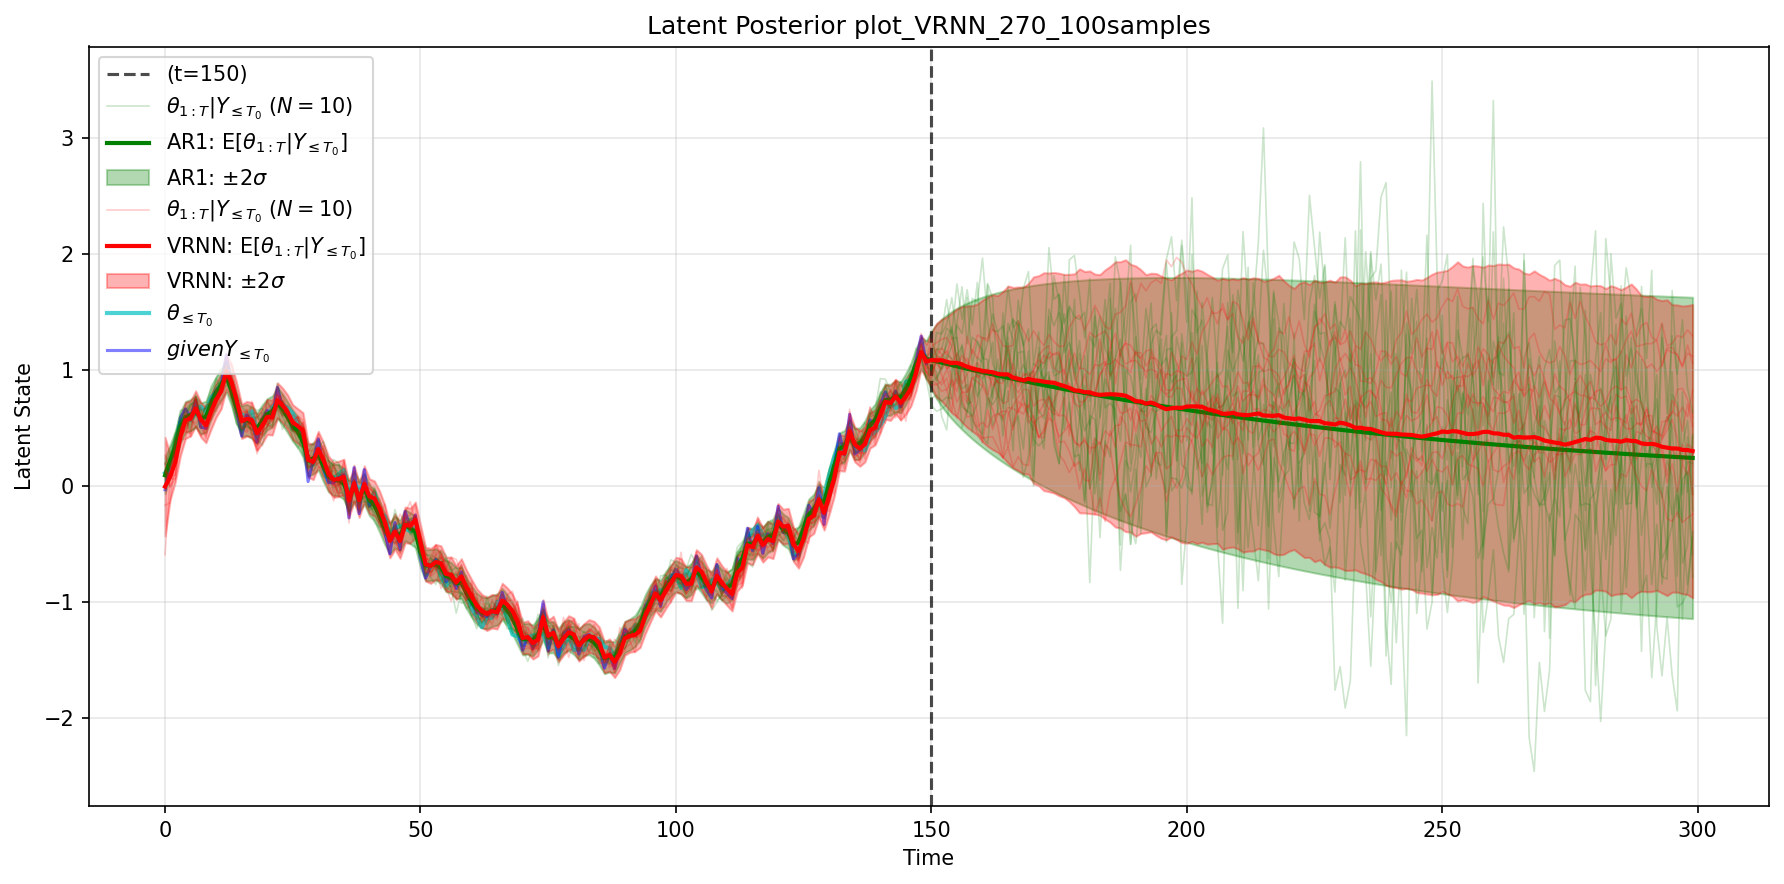 Latent Posterior plot_VRNN_270_100samples
(t=150)
θ₁:T|Y≤T₀ (N = 10)
AR1: E[θ₁:T|Y≤T₀]
AR1: ±2σ
θ₁:T|Y≤T₀ (N = 10)
VRNN: E[θ₁:T|Y≤T₀]
VRNN: ±2σ
θ≤T₀
givenY≤T₀
Latent State
3
2
1
0
−1
−2
0 50 100 150 200 250 300
Time